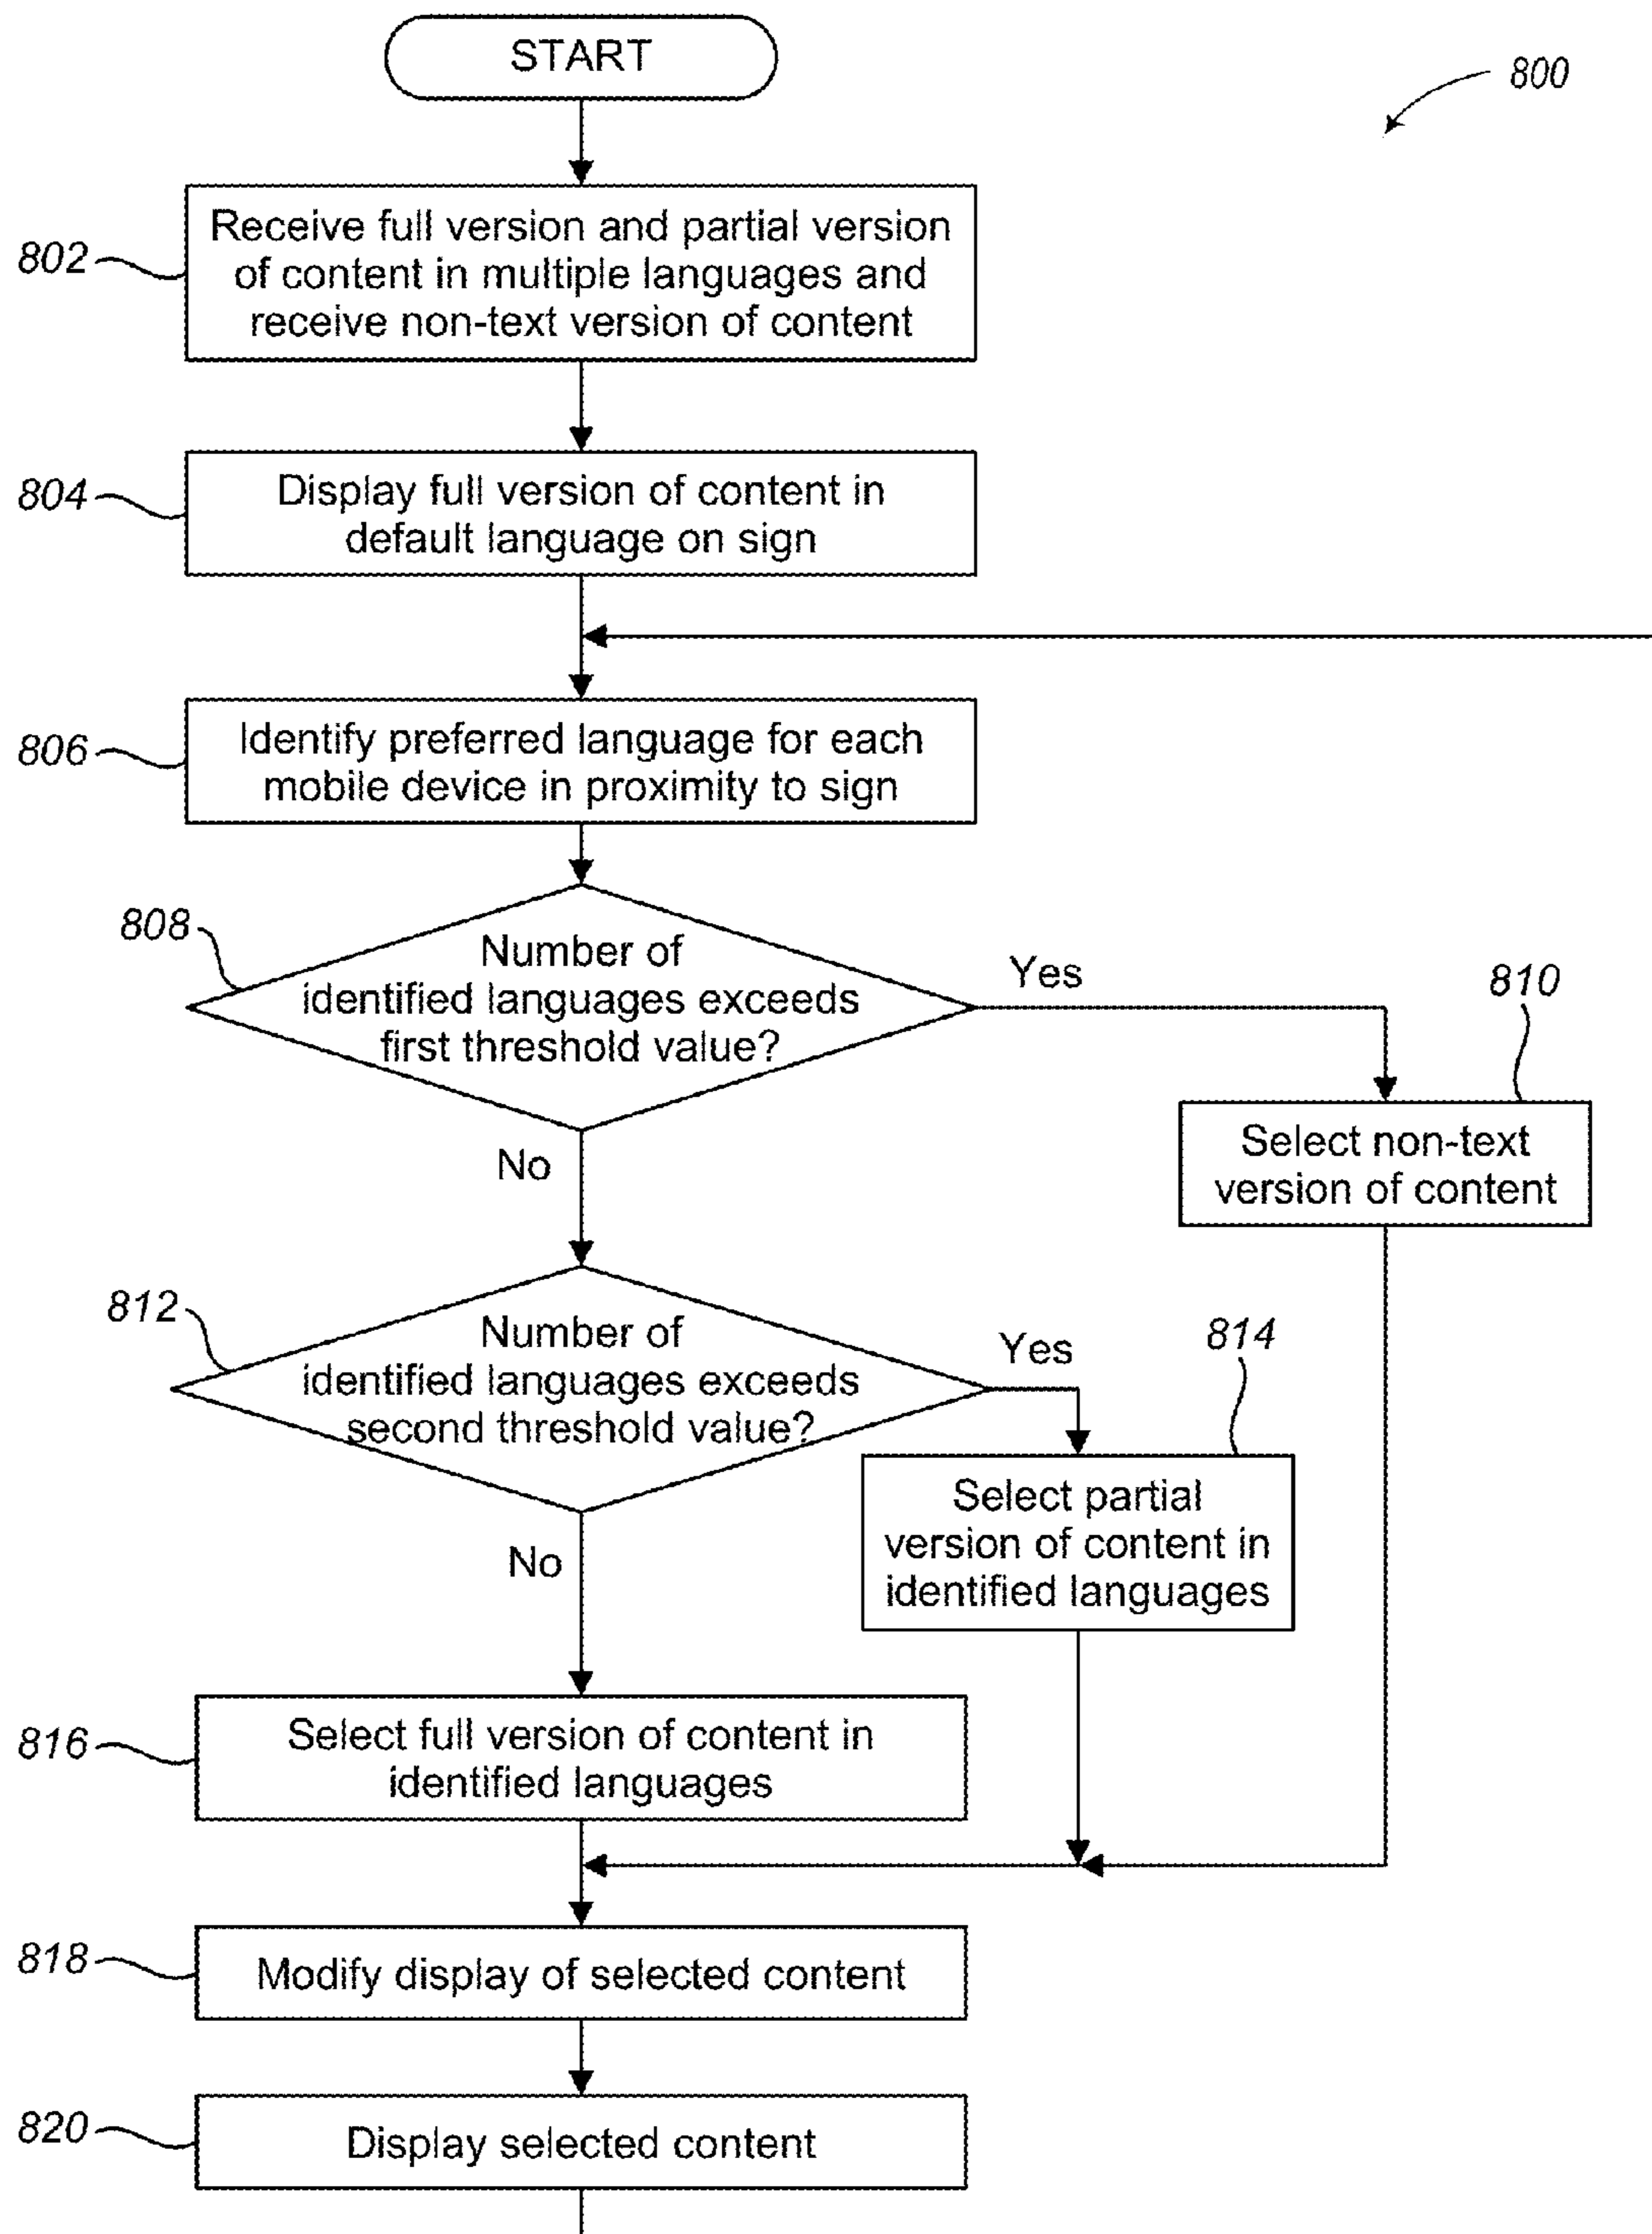 START
800
802
Receive full version and partial version
of content in multiple languages and
receive non-text version of content
804
Display full version of content in
default language on sign
806
Identify preferred language for each
mobile device in proximity to sign
808
Number of
identified languages exceeds
first threshold value?
Yes
810
Select non-text
version of content
No
812
Number of
identified languages exceeds
second threshold value?
Yes
814
Select partial
version of content in
identified languages
No
816
Select full version of content in
identified languages
818
Modify display of selected content
820
Display selected content